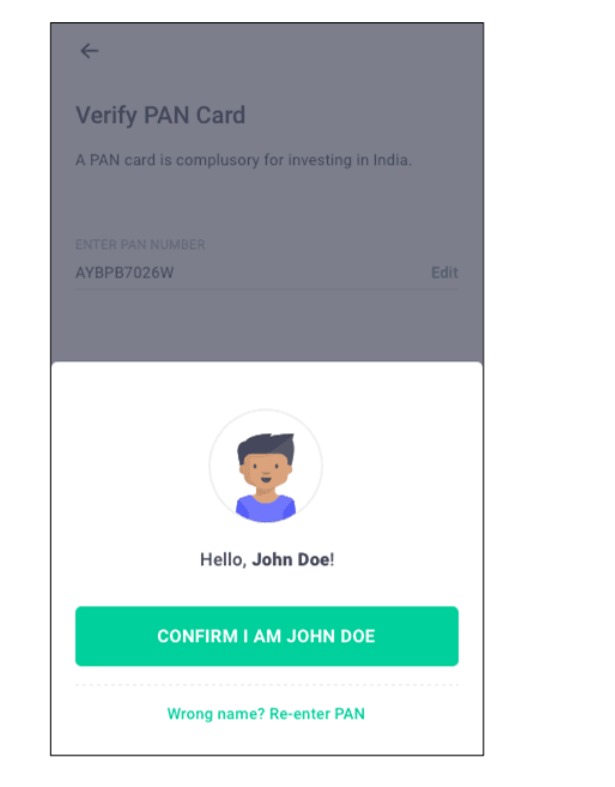 Verify PAN Card
A PAN card is complusory for investing in India.
ENTER PAN NUMBER
AYBPB7026W Edit
Hello, John Doe!
CONFIRM I AM JOHN DOE
Wrong name? Re-enter PAN